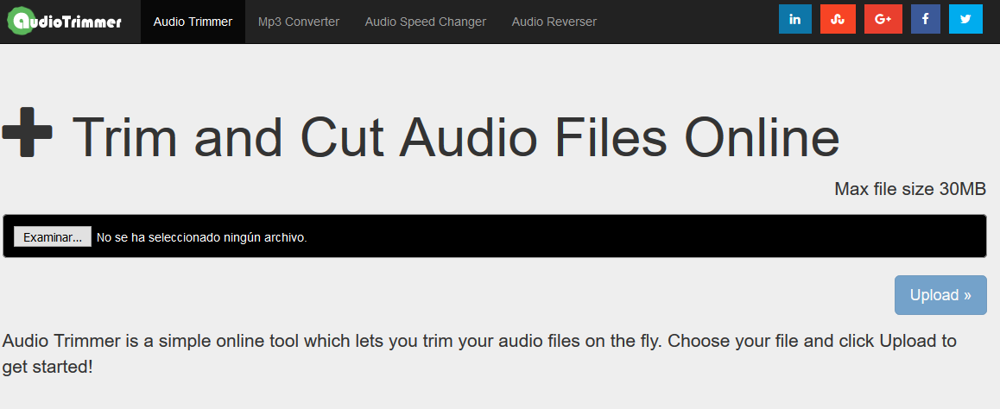 audioTrimmer Audio Trimmer Mp3 Converter Audio Speed Changer Audio Reverser in G+ f
Trim and Cut Audio Files Online
Max file size 30MB
Examinar... No se ha seleccionado ningún archivo.
Upload »
Audio Trimmer is a simple online tool which lets you trim your audio files on the fly. Choose your file and click Upload to
get started!